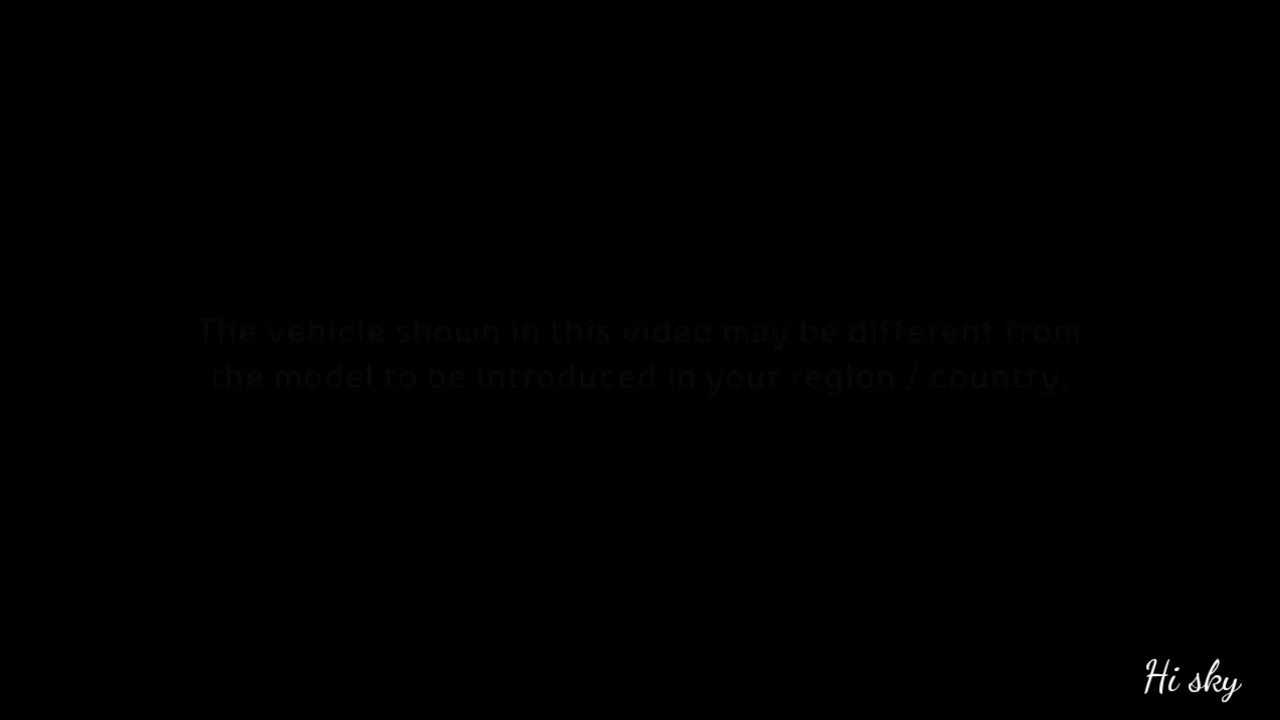 The vehicle shown in this video may be different from
the model to be introduced in your region / country.
Hi sky